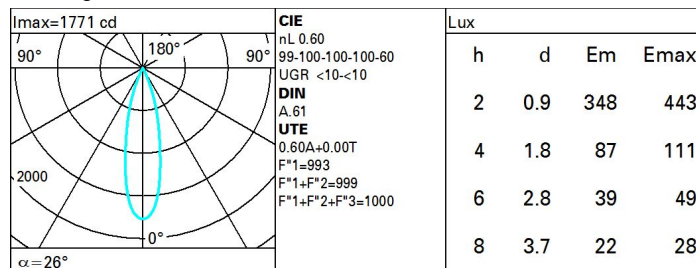 Imax=1771 cd
90°
180°
90°
2000
0°
α=26°
CIE
nL 0.60
99-100-100-100-60
UGR <10-<10
DIN
A.61
UTE
0.60A+0.00T
F"1=993
F"1+F"2=999
F"1+F"2+F"3=1000
Lux
h d Em Emax
2 0.9 348 443
4 1.8 87 111
6 2.8 39 49
8 3.7 22 28